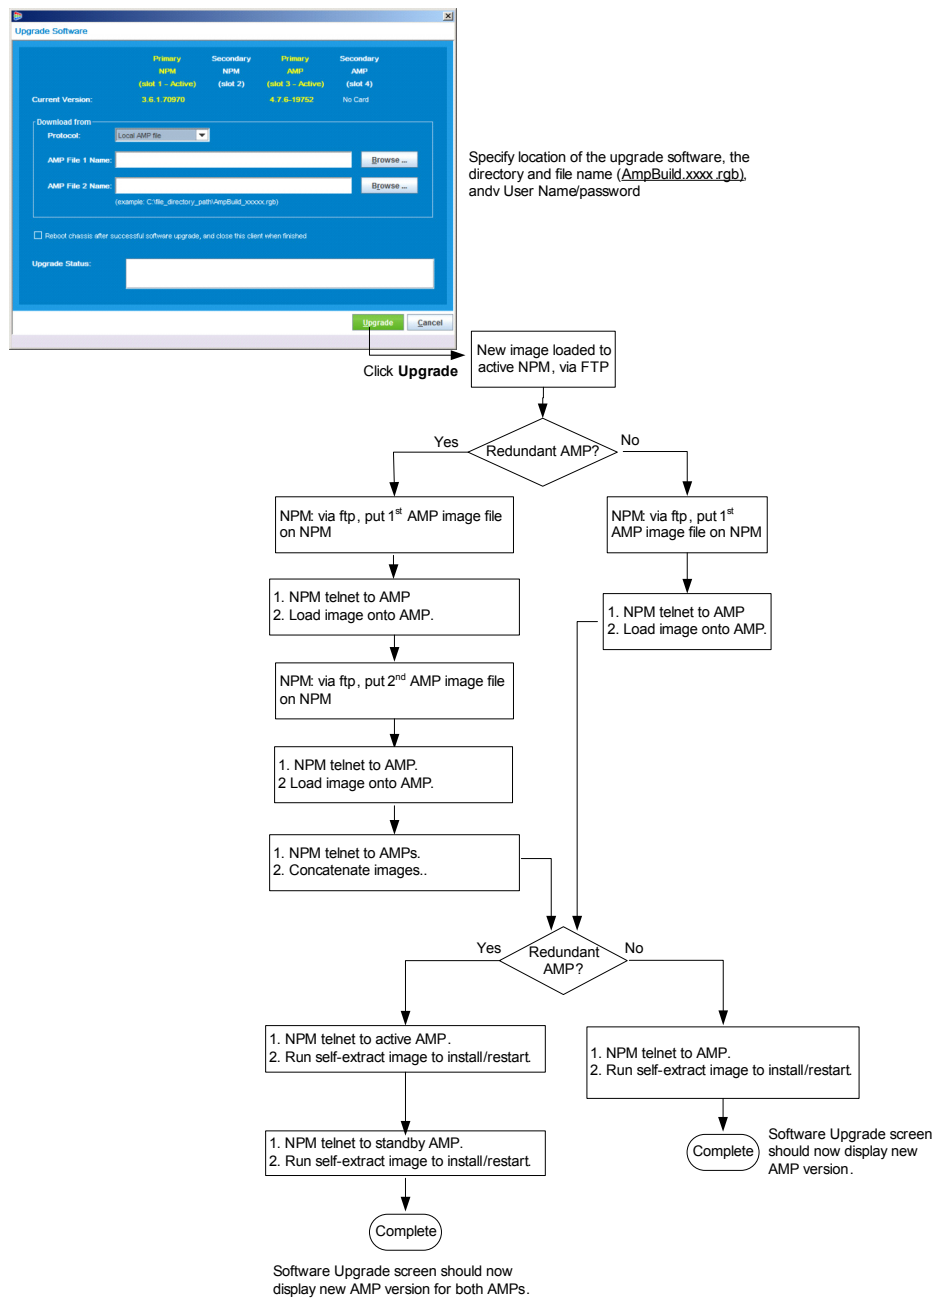 Upgrade Software
Primary Secondary Primary Secondary
NPM NPM AMP AMP
(slot 1 - Active) (slot 2) (slot 3 - Active) (slot 4)
Current Version: 3.6.1.70970 4.7.6-19752 No Card
Download from
Protocol: Local AMP file
AMP File 1 Name: Browse ...
AMP File 2 Name: Browse ...
(example: C:\file_directory_path\AmpBuild_xxxxx.rgb)
Reboot chassis after successful software upgrade, and close this client when finished
Upgrade Status:
Upgrade Cancel
Specify location of the upgrade software, the
directory and file name (AmpBuild.xxxx.rgb),
andv User Name/password
Click Upgrade
New image loaded to
active NPM, via FTP
Redundant AMP?
Yes
No
NPM: via ftp, put 1st AMP image file
on NPM
NPM: via ftp, put 1st
AMP image file on NPM
1. NPM telnet to AMP
2. Load image onto AMP.
1. NPM telnet to AMP
2. Load image onto AMP.
NPM: via ftp, put 2nd AMP image file
on NPM
1. NPM telnet to AMP.
2 Load image onto AMP.
1. NPM telnet to AMPs.
2. Concatenate images..
Redundant
AMP?
Yes
No
1. NPM telnet to active AMP.
2. Run self-extract image to install/restart.
1. NPM telnet to AMP.
2. Run self-extract image to install/restart.
1. NPM telnet to standby AMP.
2. Run self-extract image to install/restart.
Complete
Software Upgrade screen
should now display new
AMP version.
Complete
Software Upgrade screen should now
display new AMP version for both AMPs.